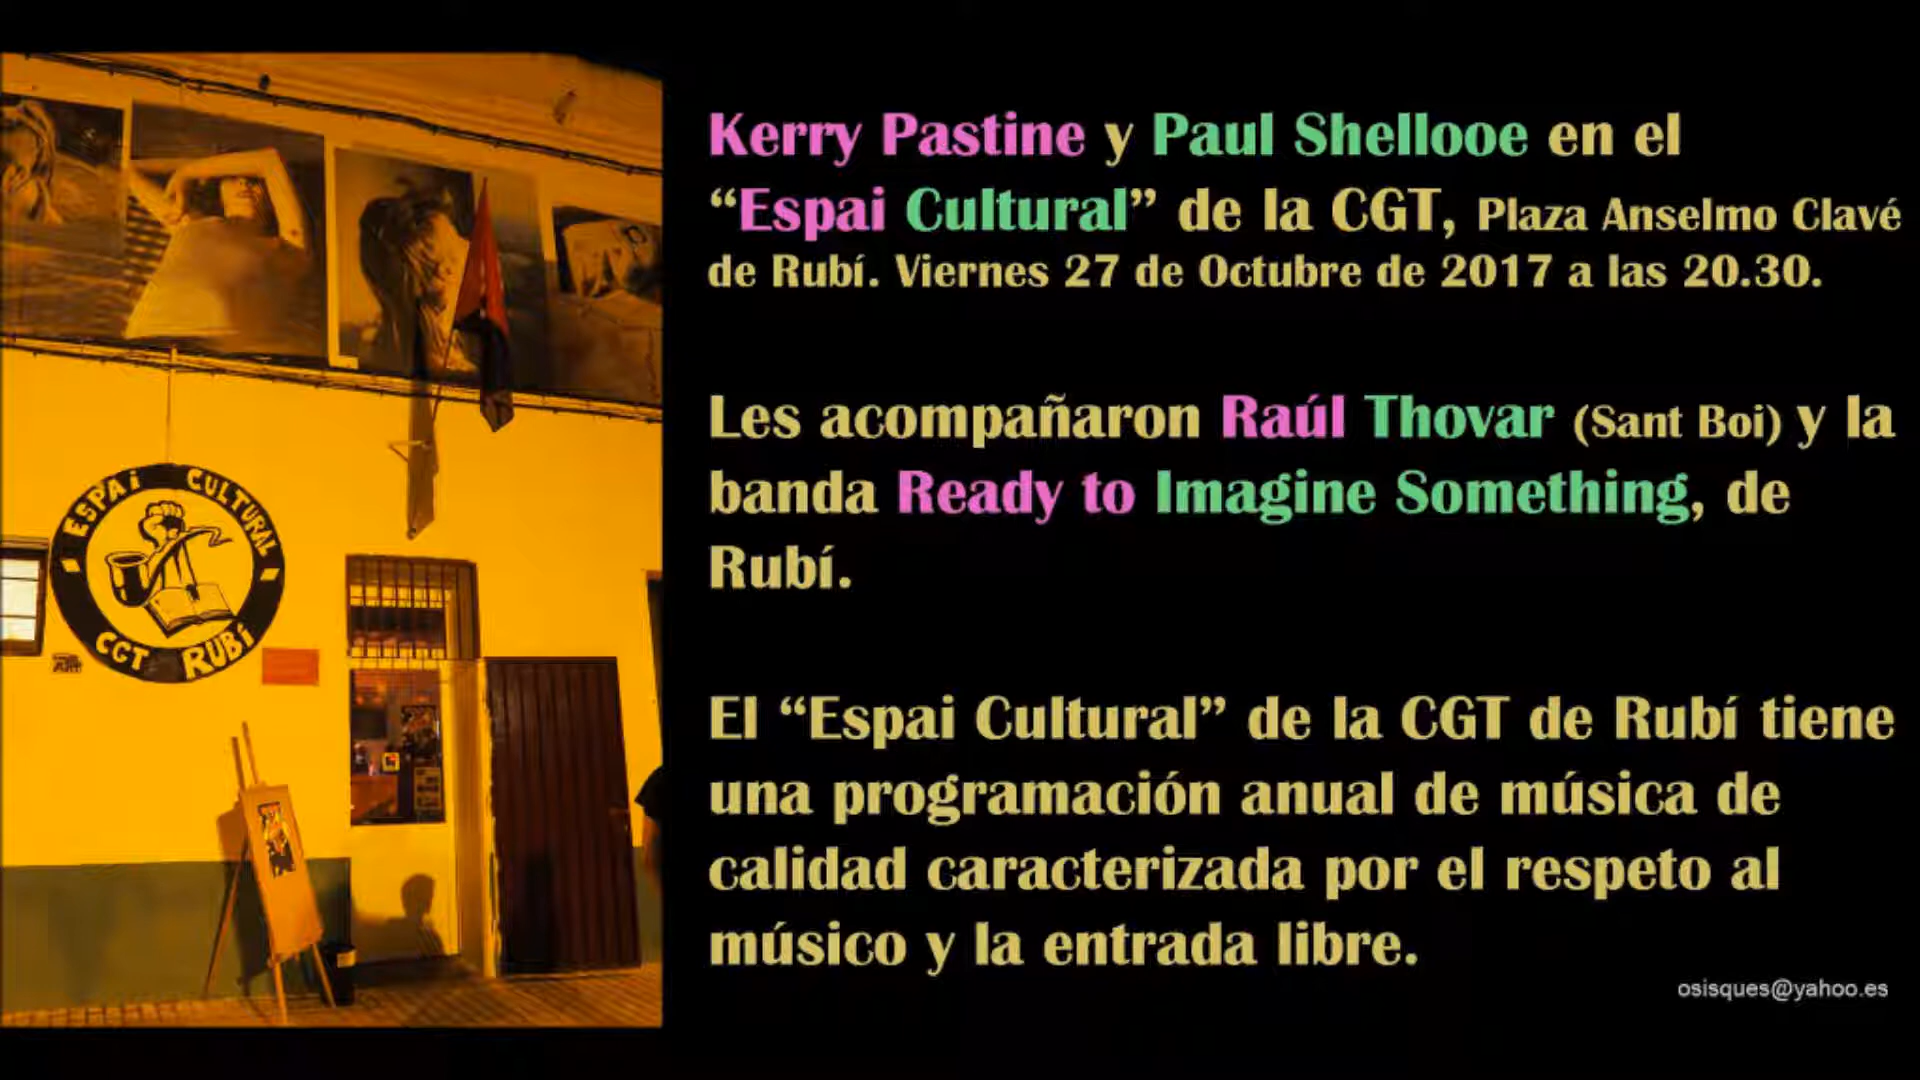 Kerry Pastine y Paul Shellooe en el
“Espai Cultural” de la CGT, Plaza Anselmo Clavé
de Rubí. Viernes 27 de Octubre de 2017 a las 20.30.
Les acompañaron Raúl Thovar (Sant Boi) y la
banda Ready to Imagine Something, de
Rubí.
El “Espai Cultural” de la CGT de Rubí tiene
una programación anual de música de
calidad caracterizada por el respeto al
músico y la entrada libre.
osisques@yahoo.es
ESPAi CULTURAL
CGT RUBÍ